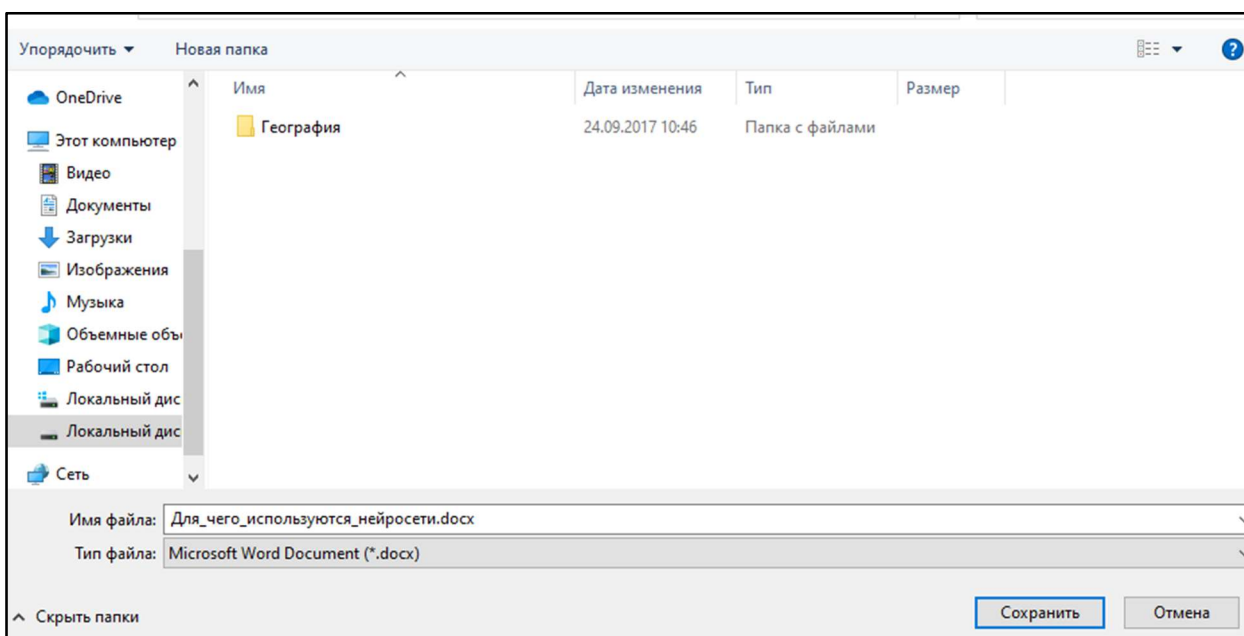 Упорядочить Новая папка ?
Имя Дата изменения Тип Размер
География 24.09.2017 10:46 Папка с файлами
OneDrive
Этот компьютер
Видео
Документы
Загрузки
Изображения
Музыка
Объемные объ
Рабочий стол
Локальный дис
Локальный дис
Сеть
Имя файла: Для_чего_используются_нейросети.docx
Тип файла: Microsoft Word Document (*.docx)
Скрыть папки Сохранить Отмена